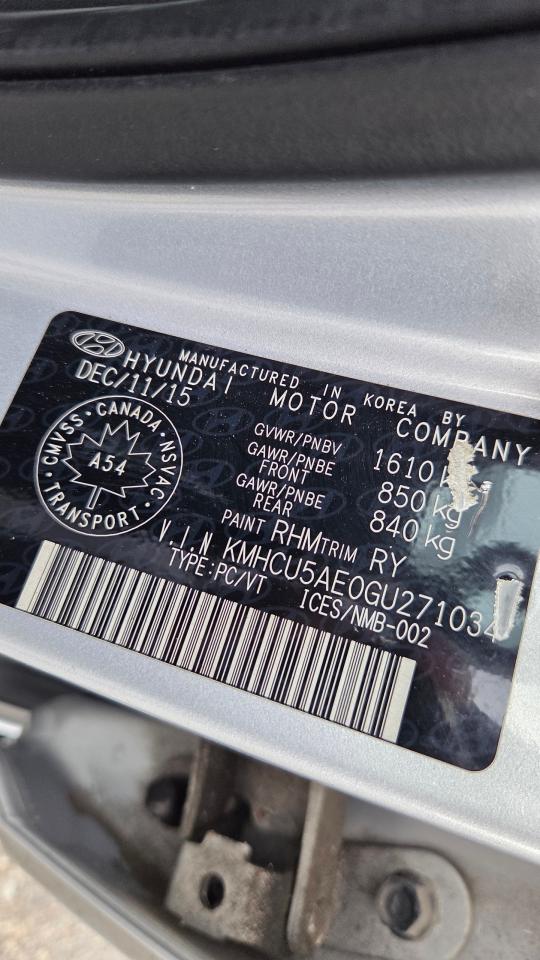 MANUFACTURED IN KOREA BY
HYUNDAI MOTOR COMPANY
DEC/11/15
GVWR/PNBV 1610 kg
GAWR/PNBE FRONT 850 kg
GAWR/PNBE REAR 840 kg
CMVSS • CANADA • NSVAC • TRANSPORT •
A54
PAINT RHM TRIM RY
V.I.N KMHCU5AE0GU271034
TYPE:PC/VT ICES/NMB-002